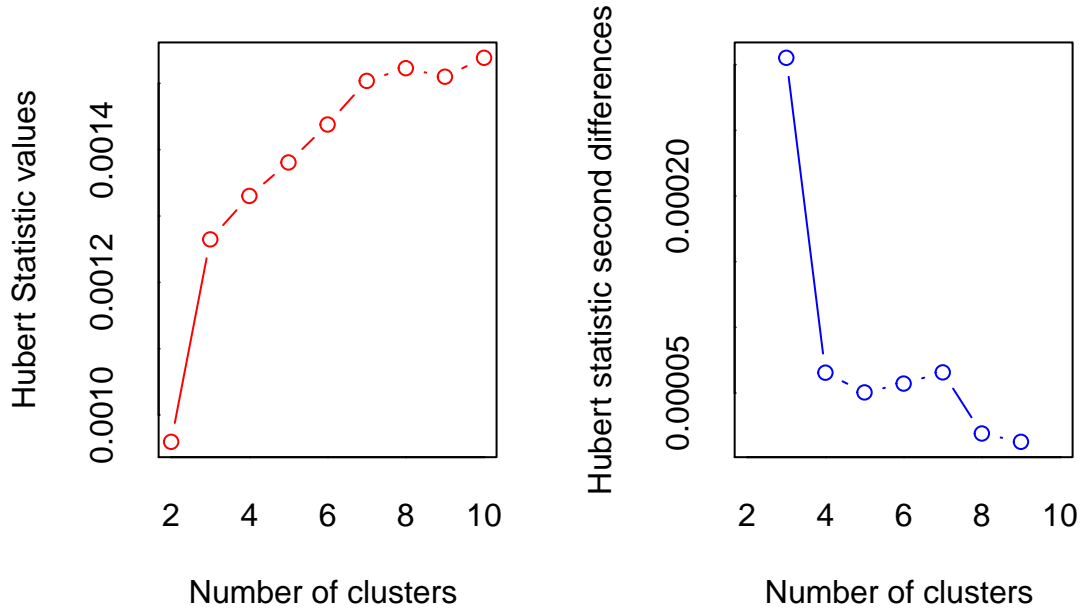 Hubert Statistic values
0.0010 0.0012 0.0014
2 4 6 8 10
Number of clusters
Hubert statistic second differences
0.00005 0.00020
2 4 6 8 10
Number of clusters